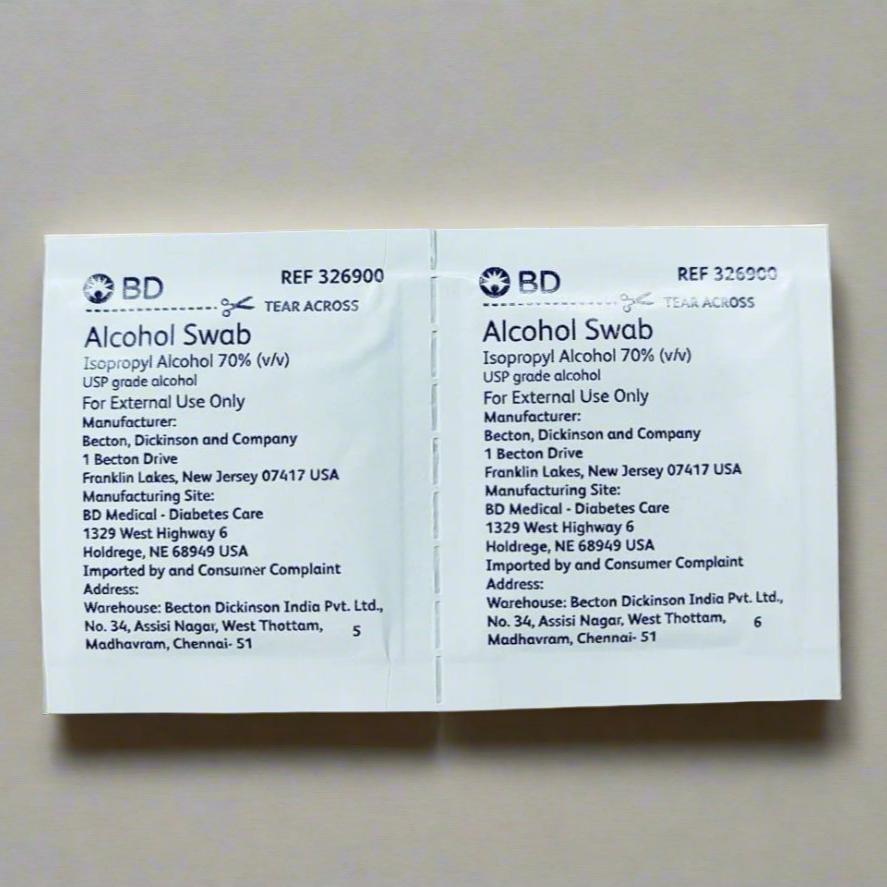 BD REF 326900
TEAR ACROSS
Alcohol Swab
Isopropyl Alcohol 70% (v/v)
USP grade alcohol
For External Use Only
Manufacturer:
Becton, Dickinson and Company
1 Becton Drive
Franklin Lakes, New Jersey 07417 USA
Manufacturing Site:
BD Medical - Diabetes Care
1329 West Highway 6
Holdrege, NE 68949 USA
Imported by and Consumer Complaint
Address:
Warehouse: Becton Dickinson India Pvt. Ltd.,
No. 34, Assisi Nagar, West Thottam, 5
Madhavram, Chennai- 51
BD REF 326900
TEAR ACROSS
Alcohol Swab
Isopropyl Alcohol 70% (v/v)
USP grade alcohol
For External Use Only
Manufacturer:
Becton, Dickinson and Company
1 Becton Drive
Franklin Lakes, New Jersey 07417 USA
Manufacturing Site:
BD Medical - Diabetes Care
1329 West Highway 6
Holdrege, NE 68949 USA
Imported by and Consumer Complaint
Address:
Warehouse: Becton Dickinson India Pvt. Ltd.,
No. 34, Assisi Nagar, West Thottam, 6
Madhavram, Chennai- 51